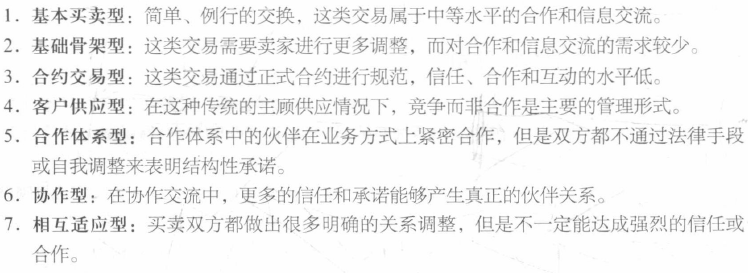 1．基本买卖型：简单、例行的交换，这类交易属于中等水平的合作和信息交流。
2．基础骨架型：这类交易需要卖家进行更多调整，而对合作和信息交流的需求较少。
3．合约交易型：这类交易通过正式合约进行规范，信任、合作和互动的水平低。
4．客户供应型：在这种传统的主顾供应情况下，竞争而非合作是主要的管理形式。
5．合作体系型：合作体系中的伙伴在业务方式上紧密合作，但是双方都不通过法律手段
或自我调整来表明结构性承诺。
6．协作型：在协作交流中，更多的信任和承诺能够产生真正的伙伴关系。
7．相互适应型：买卖双方都做出很多明确的关系调整，但是不一定能达成强烈的信任或
合作。